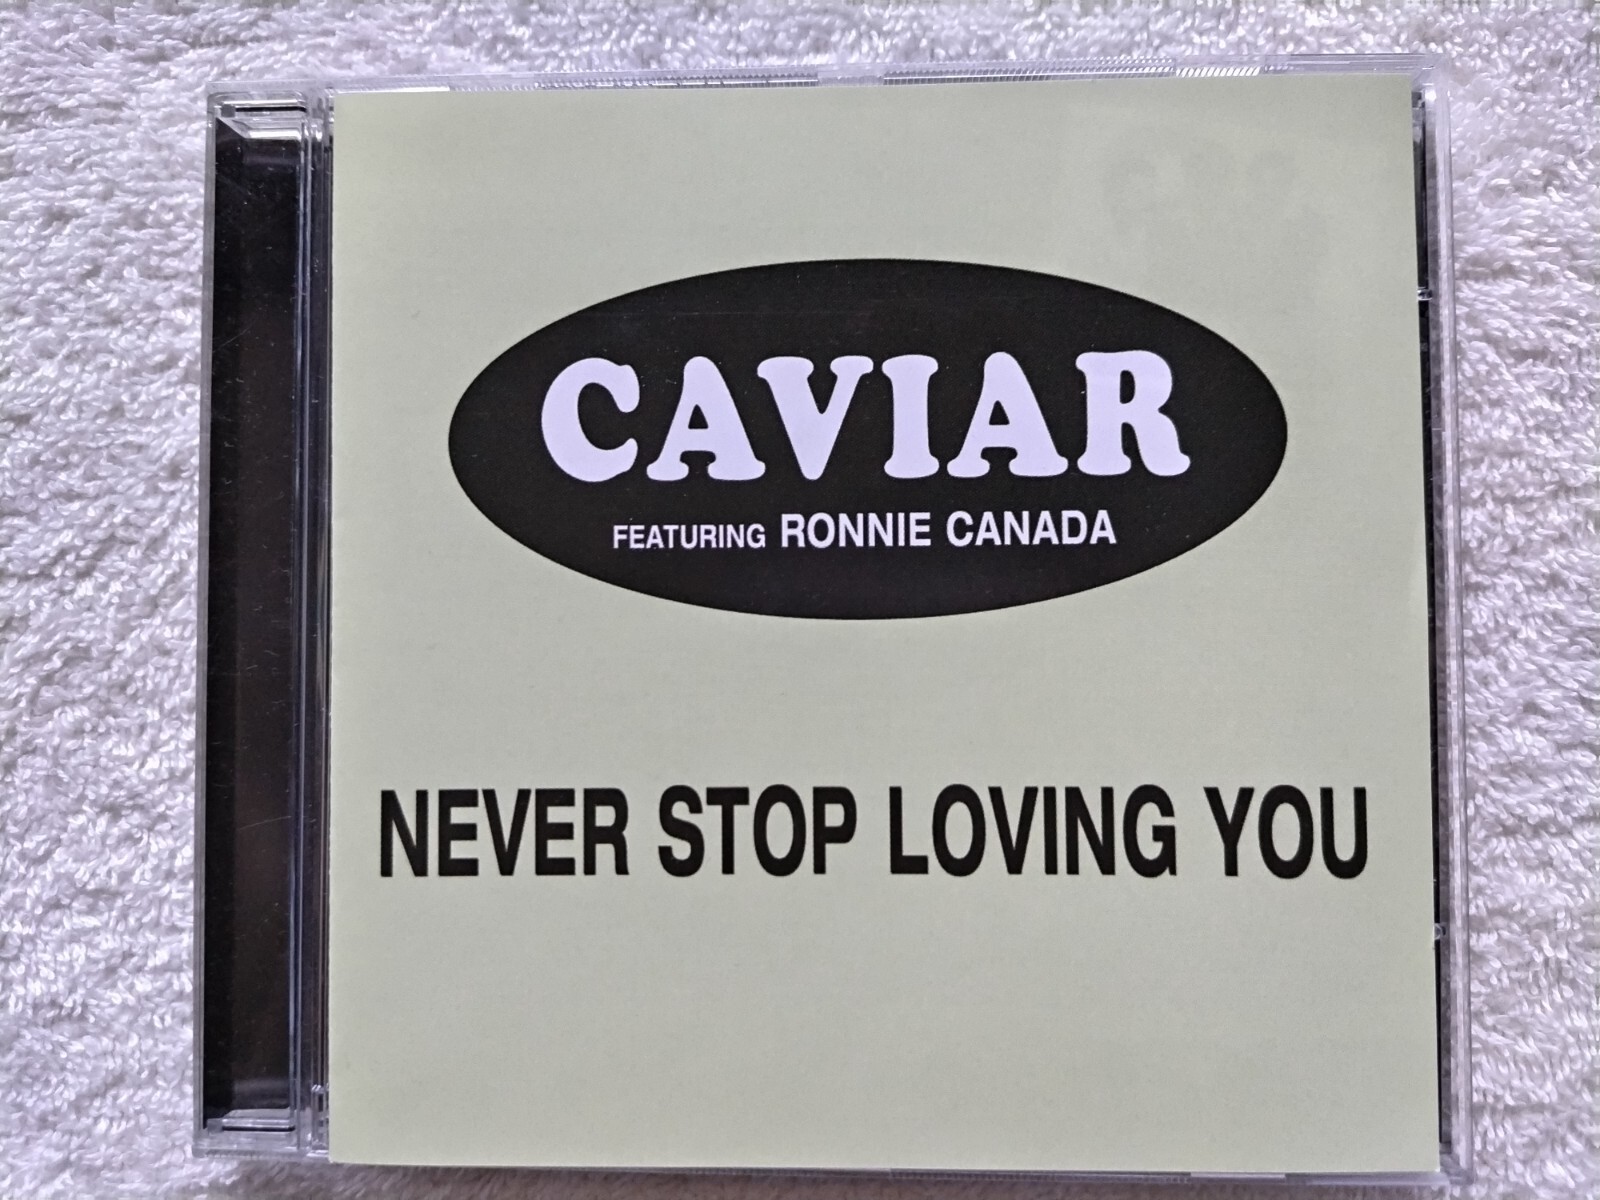 CAVIAR
FEATURING RONNIE CANADA
NEVER STOP LOVING YOU